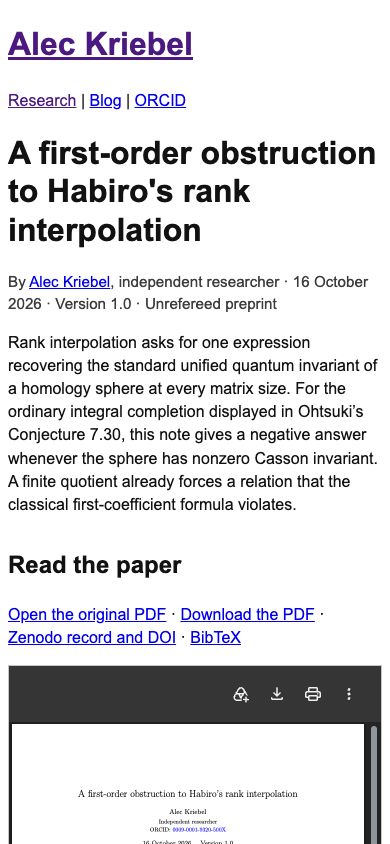 Alec Kriebel
Research | Blog | ORCID
A first-order obstruction
to Habiro's rank
interpolation
By Alec Kriebel, independent researcher · 16 October
2026 · Version 1.0 · Unrefereed preprint
Rank interpolation asks for one expression
recovering the standard unified quantum invariant of
a homology sphere at every matrix size. For the
ordinary integral completion displayed in Ohtsuki’s
Conjecture 7.30, this note gives a negative answer
whenever the sphere has nonzero Casson invariant.
A finite quotient already forces a relation that the
classical first-coefficient formula violates.
Read the paper
Open the original PDF · Download the PDF ·
Zenodo record and DOI · BibTeX
A first-order obstruction to Habiro’s rank interpolation
Alec Kriebel
Independent researcher
ORCID: 0009-0001-9320-500X
16 October 2026 Version 1.0